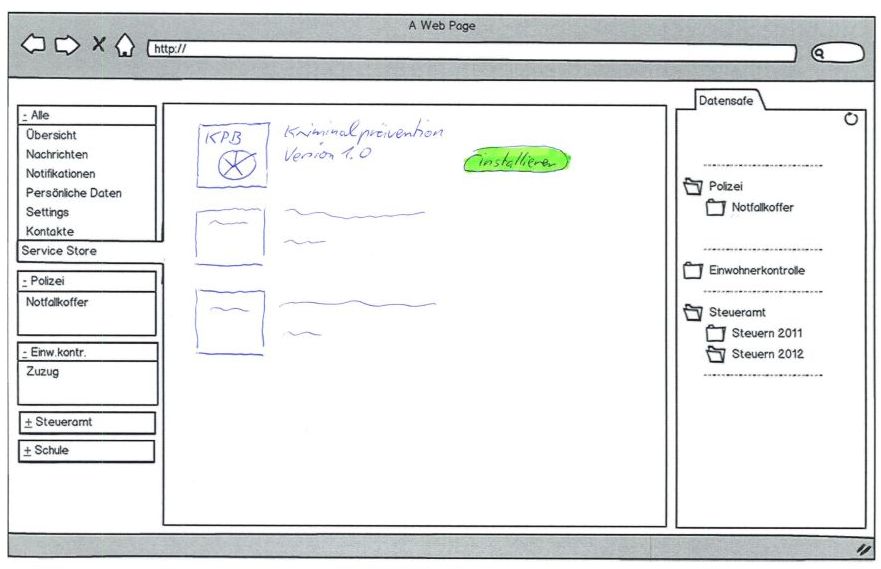 A Web Page
http://
- Alle
Übersicht
Nachrichten
Notifikationen
Persönliche Daten
Settings
Kontakte
Service Store
- Polizei
Notfallkoffer
- Einw.kontr.
Zuzug
+ Steueramt
+ Schule
KPB
Kriminalprävention
Version 1.0
installieren
Datensafe
Polizei
Notfallkoffer
Einwohnerkontrolle
Steueramt
Steuern 2011
Steuern 2012